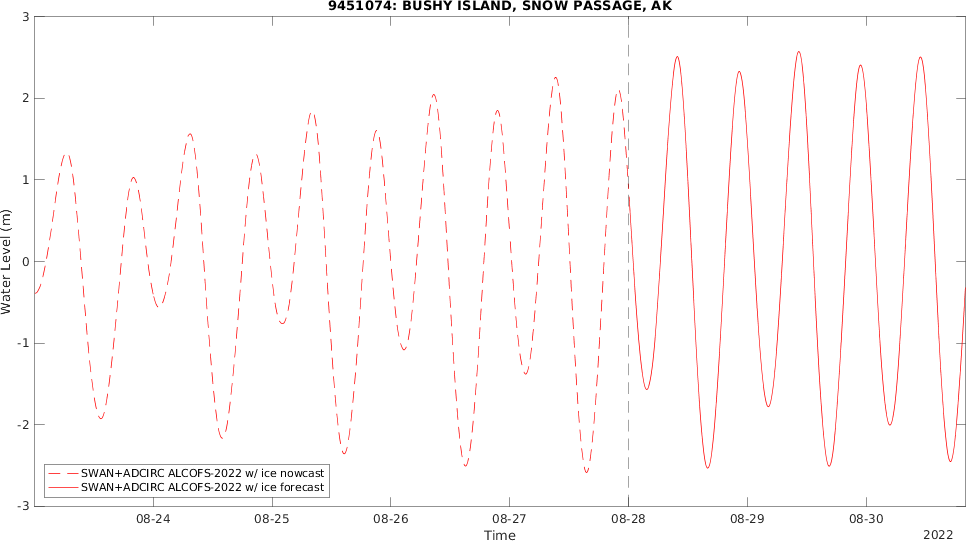 9451074: BUSHY ISLAND, SNOW PASSAGE, AK
3
2
1
0
-1
-2
-3
Water Level (m)
SWAN+ADCIRC ALCOFS-2022 w/ ice nowcast
SWAN+ADCIRC ALCOFS-2022 w/ ice forecast
08-24 08-25 08-26 08-27 08-28 08-29 08-30
Time
2022